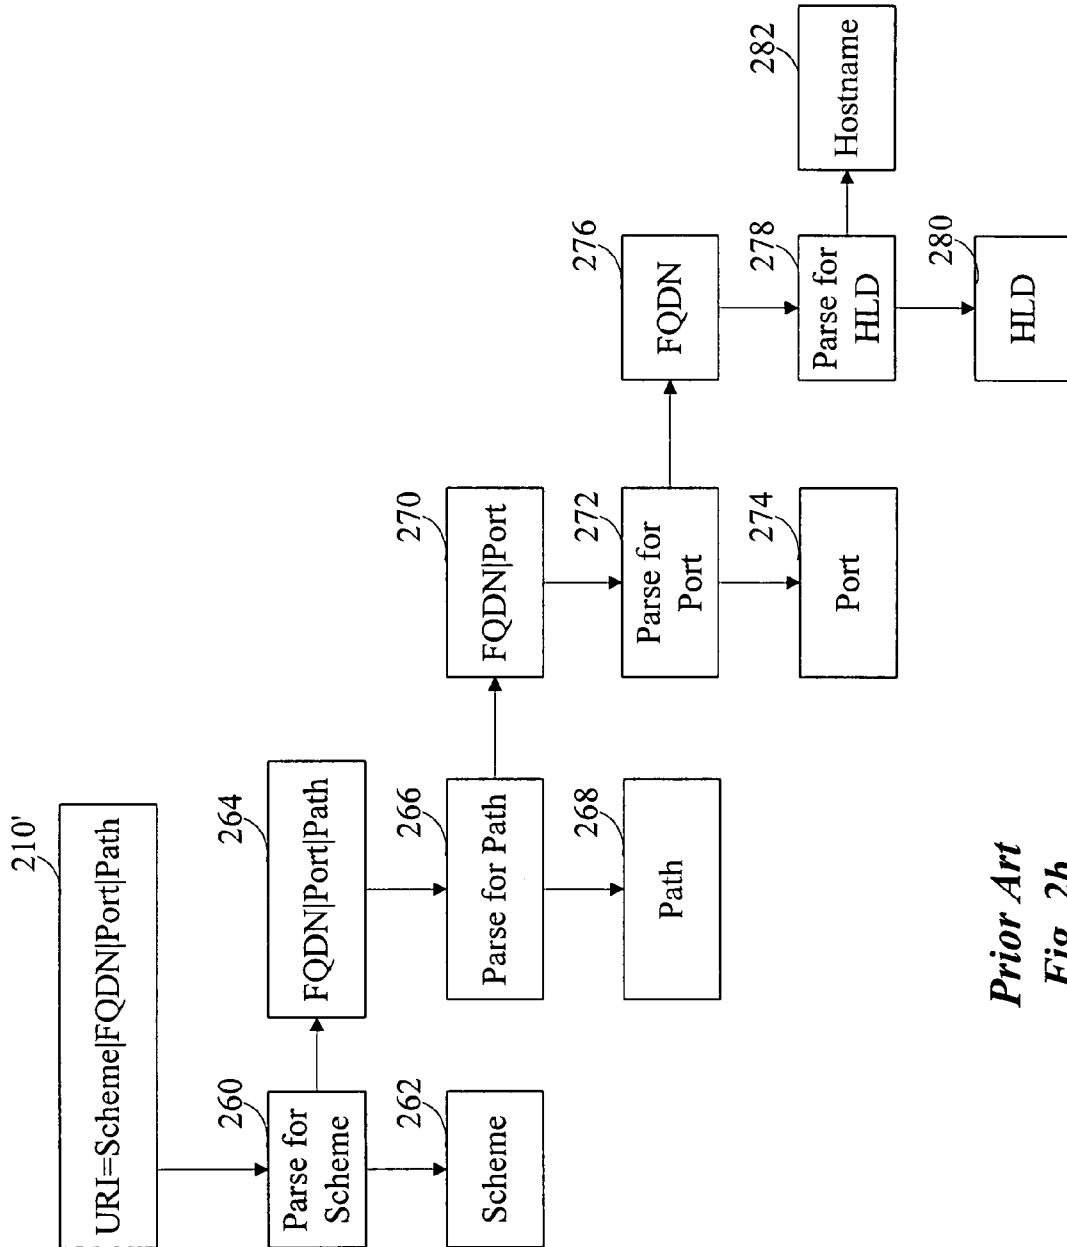 210'
URI=Scheme|FQDN|Port|Path
260
Parse for
Scheme
262
Scheme
264
FQDN|Port|Path
266
Parse for Path
268
Path
270
FQDN|Port
272
Parse for
Port
274
Port
276
FQDN
278
Parse for
HLD
280
HLD
282
Hostname
Prior Art
Fig. 2b